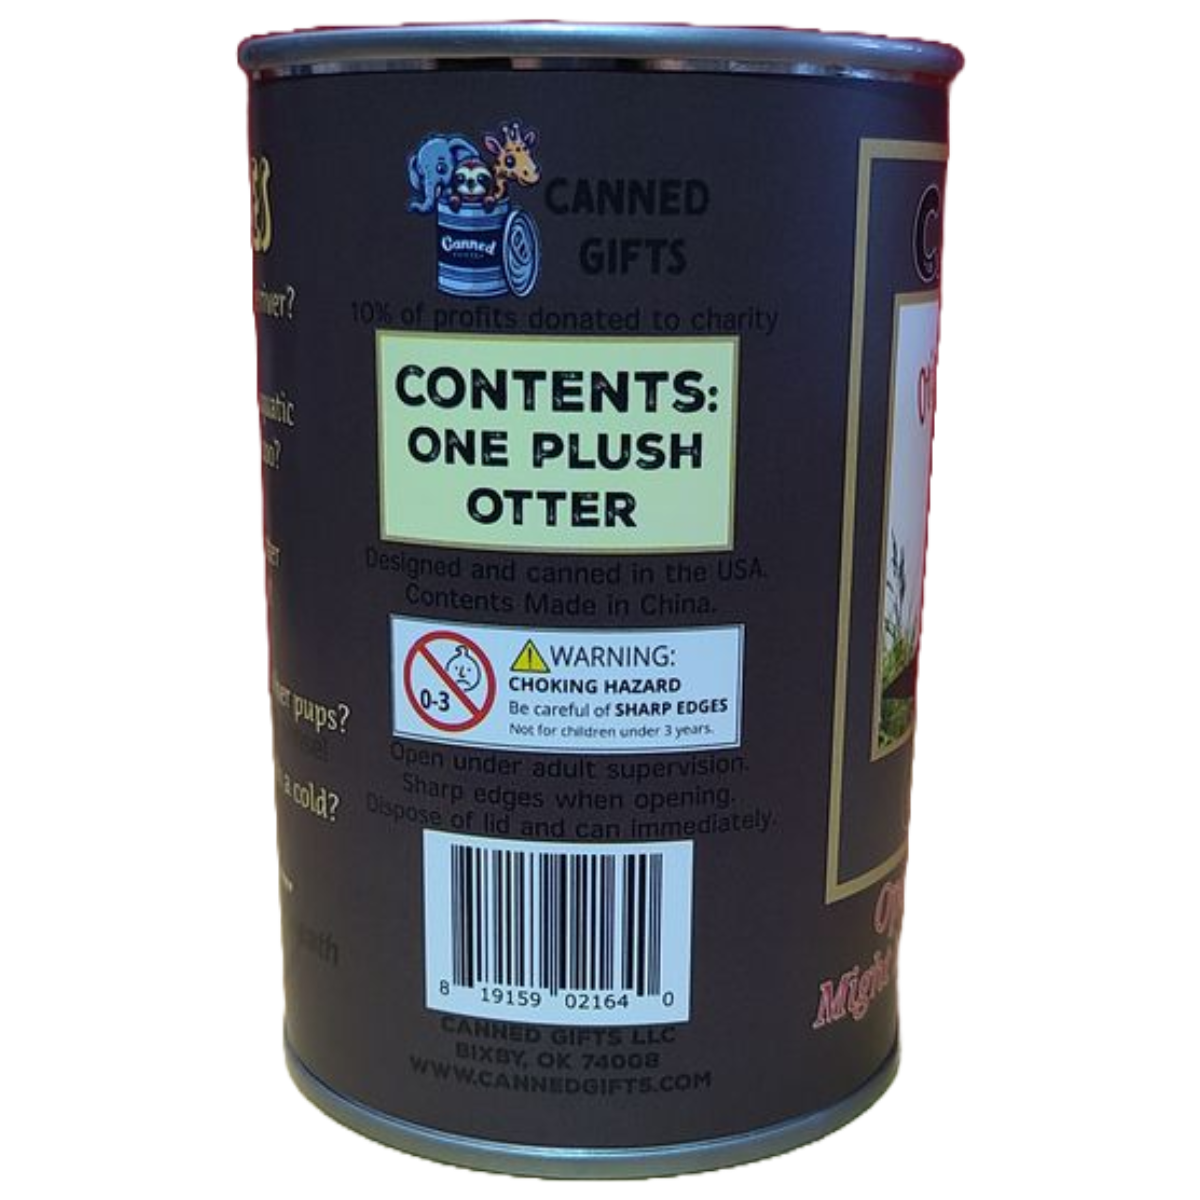 CANNED
GIFTS
Canned
10% of profits donated to charity
CONTENTS:
ONE PLUSH
OTTER
Designed and canned in the USA.
Contents Made in China.
0-3
WARNING:
CHOKING HAZARD
Be careful of SHARP EDGES
Not for children under 3 years.
Open under adult supervision.
Sharp edges when opening.
Dispose of lid and can immediately.
8 19159 02164 0
CANNED GIFTS LLC
BIXBY, OK 74008
WWW.CANNEDGIFTS.COM
pups?
a cold?